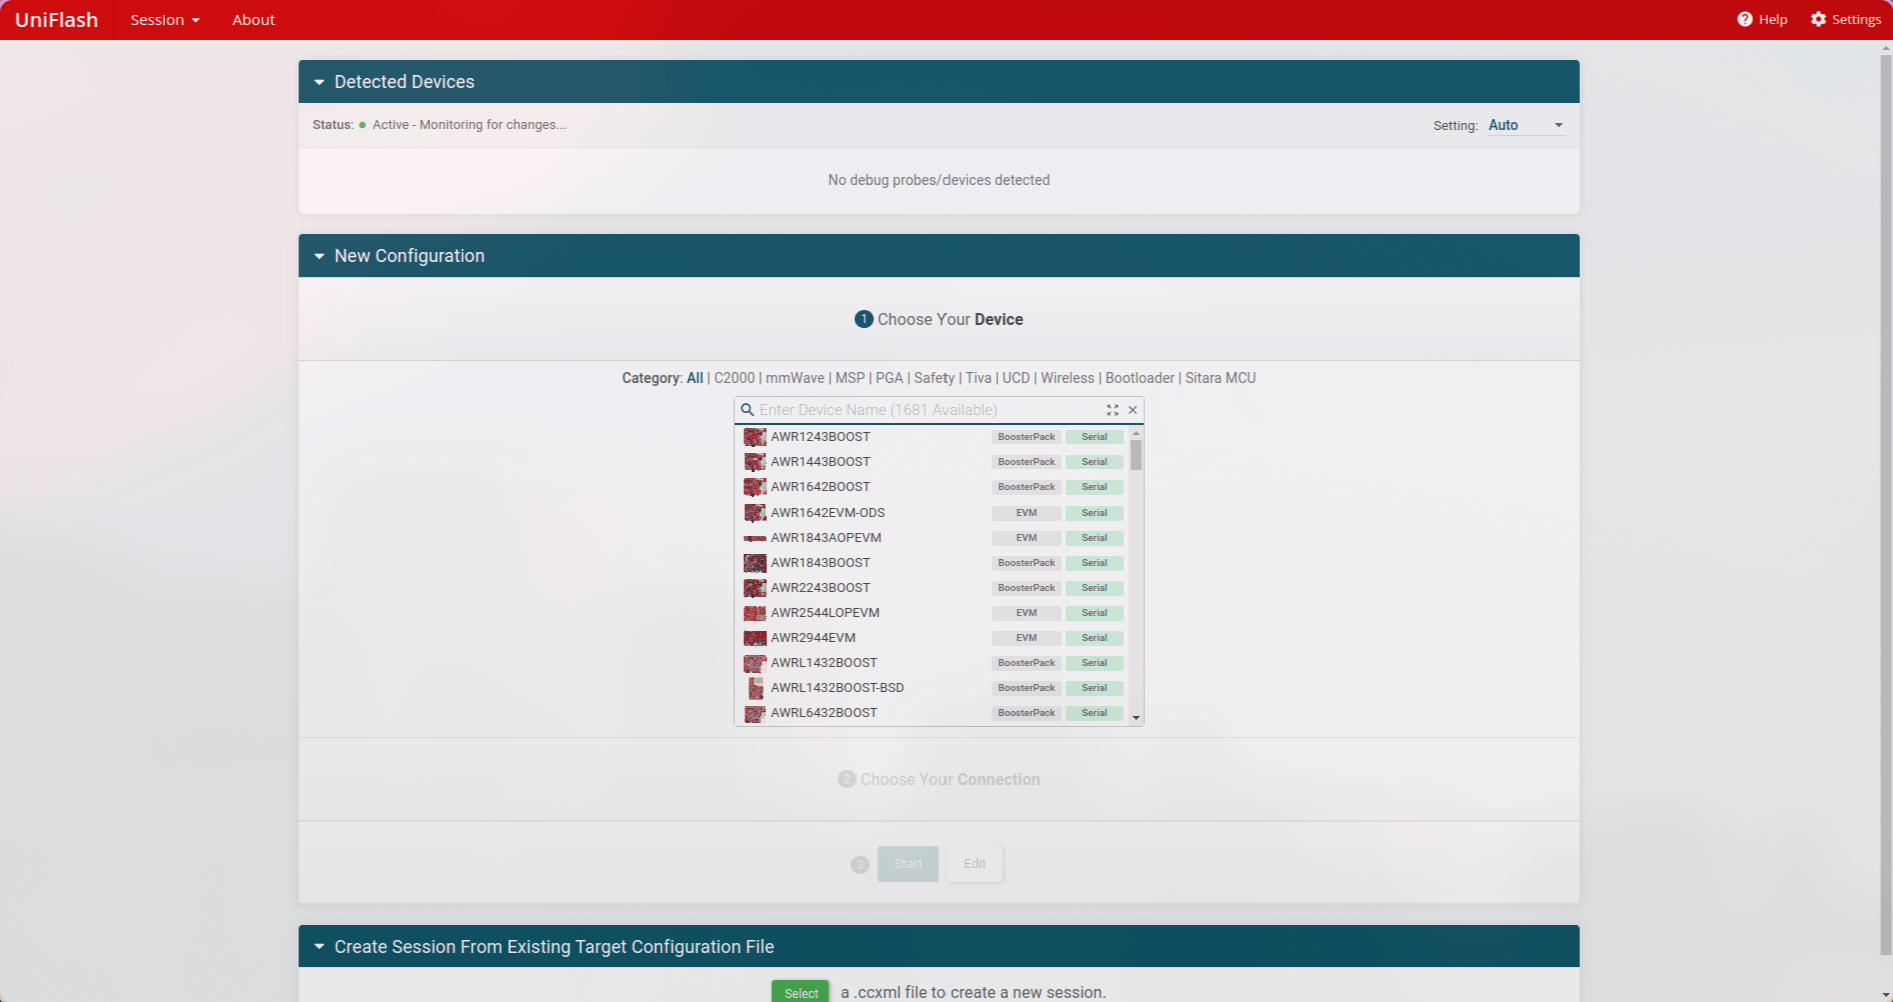 UniFlash Session About Help Settings
Detected Devices
Status: Active - Monitoring for changes... Setting: Auto
No debug probes/devices detected
New Configuration
1 Choose Your Device
Category: All | C2000 | mmWave | MSP | PGA | Safety | Tiva | UCD | Wireless | Bootloader | Sitara MCU
Enter Device Name (1681 Available)
AWR1243BOOST BoosterPack Serial
AWR1443BOOST BoosterPack Serial
AWR1642BOOST BoosterPack Serial
AWR1642EVM-ODS EVM Serial
AWR1843AOPEVM EVM Serial
AWR1843BOOST BoosterPack Serial
AWR2243BOOST BoosterPack Serial
AWR2544LOPEVM EVM Serial
AWR2944EVM EVM Serial
AWRL1432BOOST BoosterPack Serial
AWRL1432BOOST-BSD BoosterPack Serial
AWRL6432BOOST BoosterPack Serial
2 Choose Your Connection
3 Start Edit
Create Session From Existing Target Configuration File
Select a .ccxml file to create a new session.